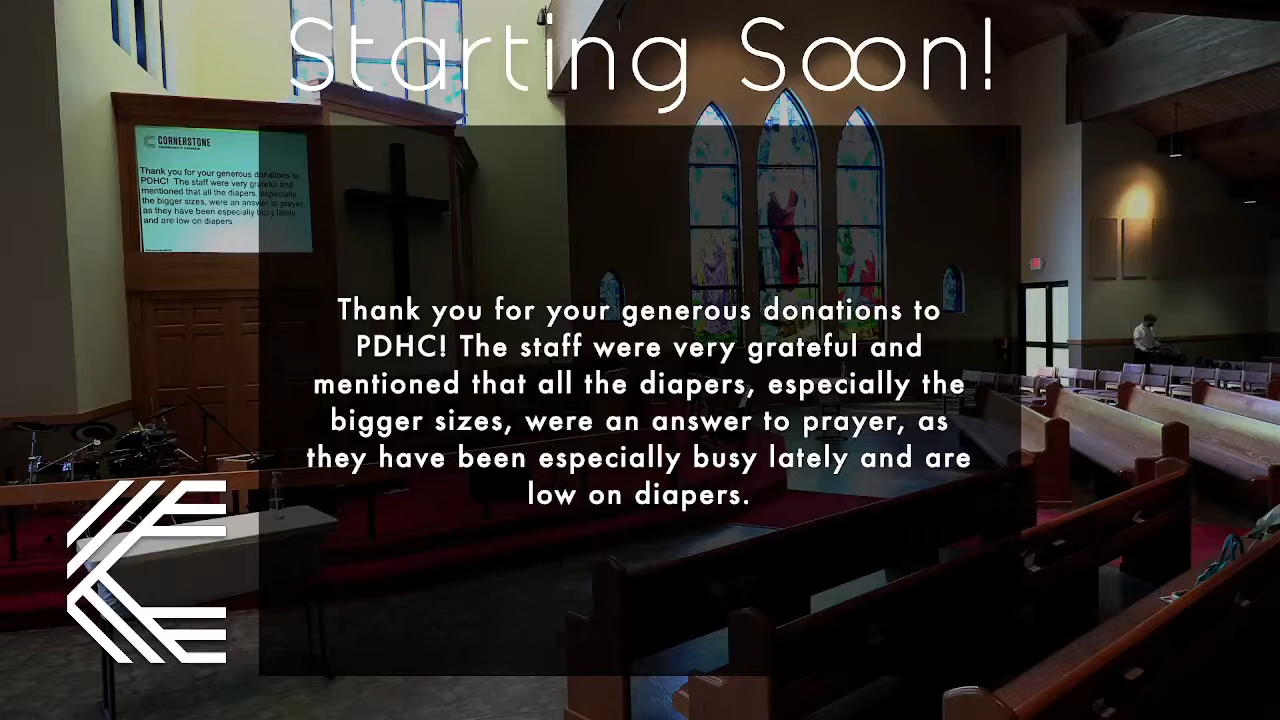 Starting Soon!
CORNERSTONE
COMMUNITY CHURCH
Thank you for your generous donations to
PDHC! The staff were very grateful and
mentioned that all the diapers, especially
the bigger sizes, were an answer to prayer,
as they have been especially busy lately
and are low on diapers.
Thank you for your generous donations to
PDHC! The staff were very grateful and
mentioned that all the diapers, especially the
bigger sizes, were an answer to prayer, as
they have been especially busy lately and are
low on diapers.